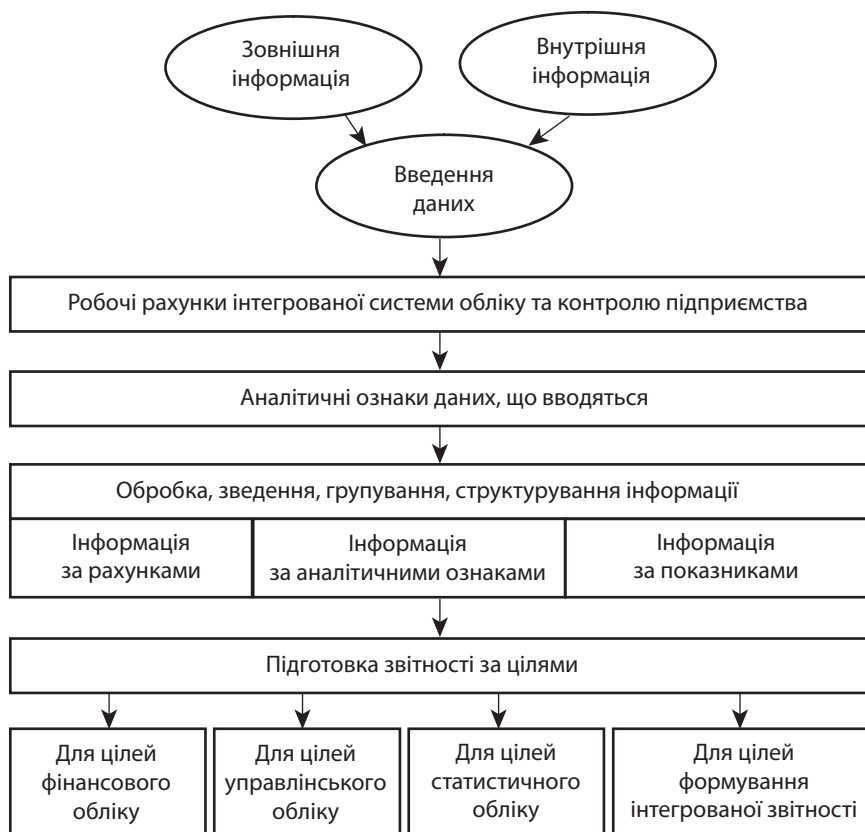 Зовнішня
інформація
Внутрішня
інформація
Введення
даних
Робочі рахунки інтегрованої системи обліку та контролю підприємства
Аналітичні ознаки даних, що вводяться
Обробка, зведення, групування, структурування інформації
Інформація
за рахунками
Інформація
за аналітичними ознаками
Інформація
за показниками
Підготовка звітності за цілями
Для цілей
фінансового
обліку
Для цілей
управлінського
обліку
Для цілей
статистичного
обліку
Для цілей
формування
інтегрованої звітності